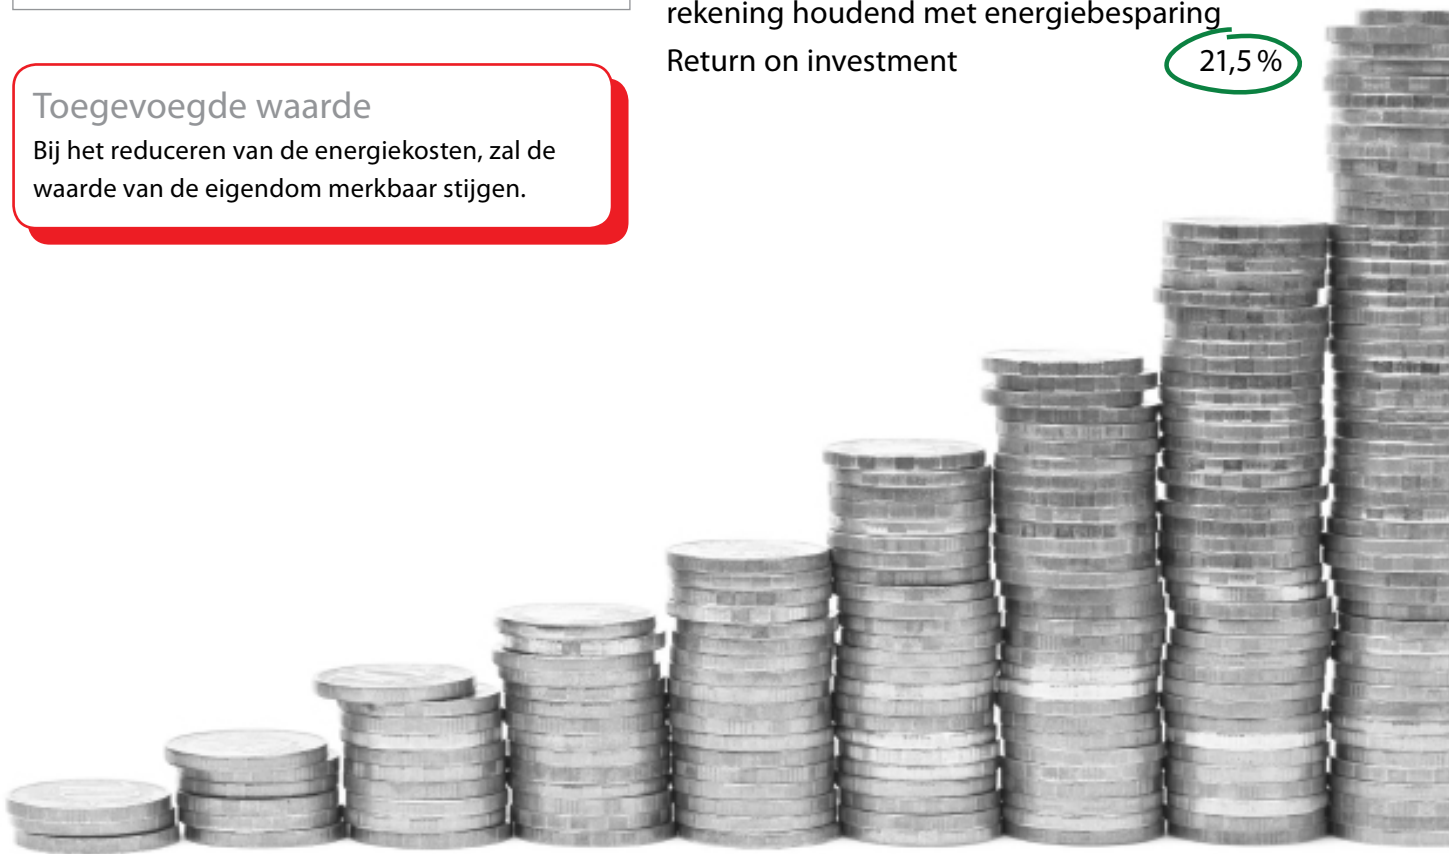 rekening houdend met energiebesparing
Return on investment 21,5 %
Toegevoegde waarde
Bij het reduceren van de energiekosten, zal de
waarde van de eigendom merkbaar stijgen.